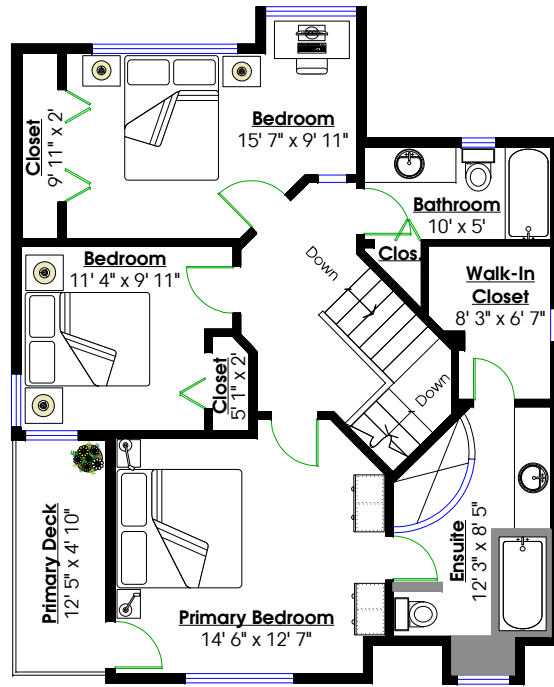 Bedroom
15' 7" x 9' 11"
Closet
9' 11" x 2'
Bathroom
10' x 5'
Bedroom
11' 4" x 9' 11"
Down
Clos.
Walk-In
Closet
8' 3" x 6' 7"
Closet
5' 1" x 2'
Down
Primary Deck
12' 5" x 4' 10"
Ensuite
12' 3" x 8' 5"
Primary Bedroom
14' 6" x 12' 7"